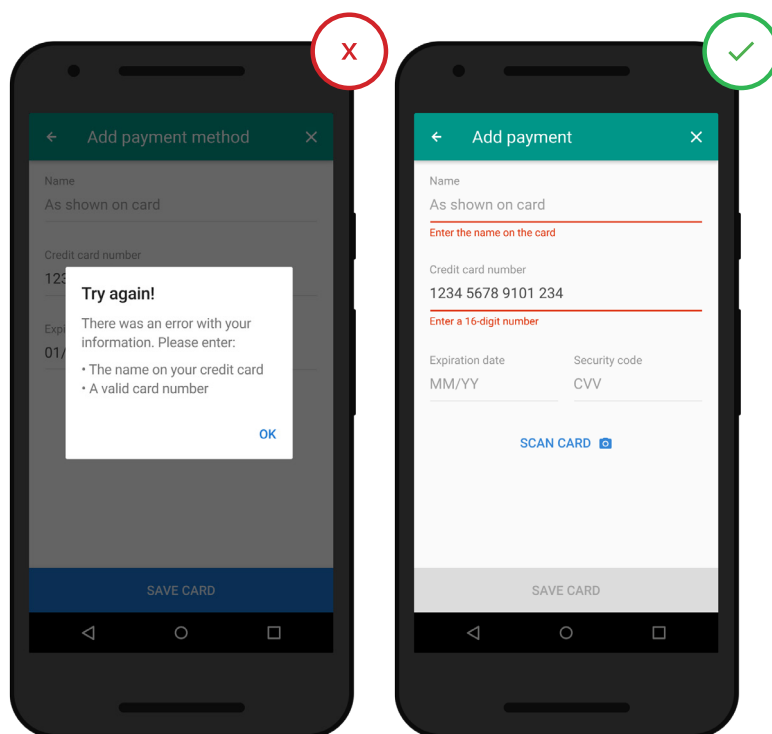 X
Add payment method
Name
As shown on card
Credit card number
123
Expi
01/
Try again!
There was an error with your
information. Please enter:
• The name on your credit card
• A valid card number
OK
SAVE CARD
Add payment
Name
As shown on card
Enter the name on the card
Credit card number
1234 5678 9101 234
Enter a 16-digit number
Expiration date Security code
MM/YY CVV
SCAN CARD
SAVE CARD